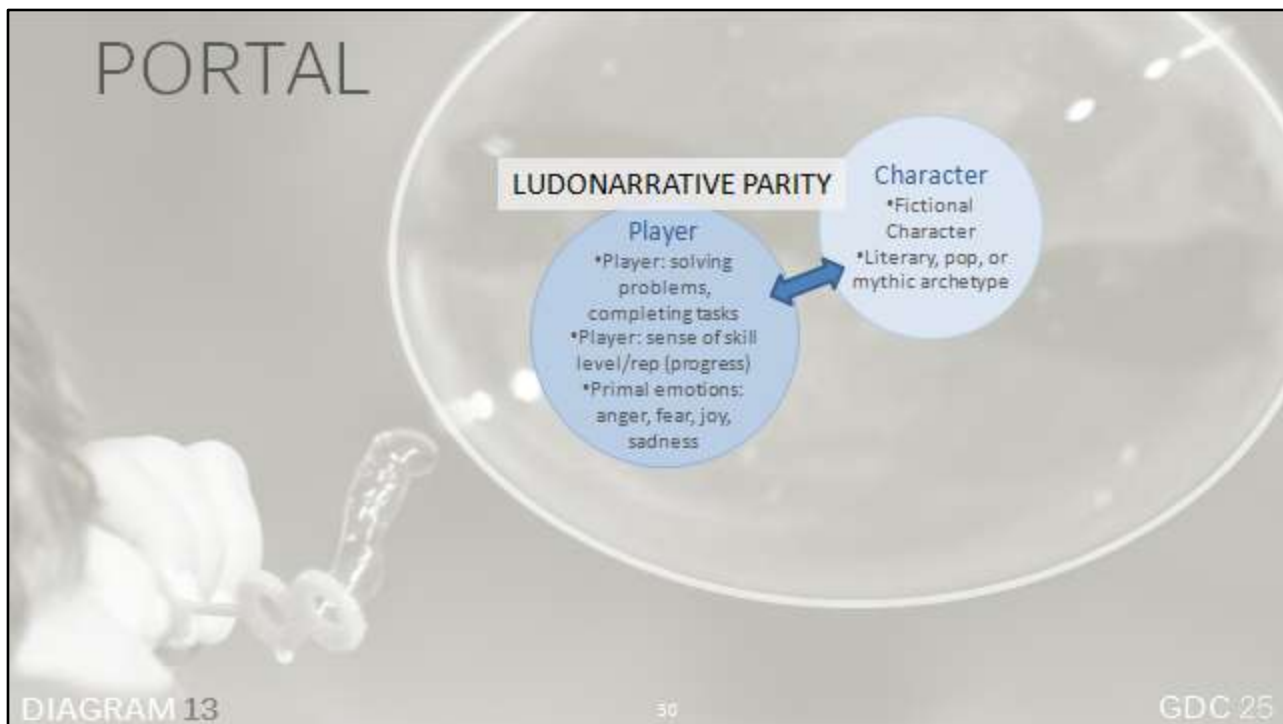 PORTAL
LUDONARRATIVE PARITY
Character
•Fictional
Character
•Literary, pop, or
mythic archetype
Player
•Player: solving
problems,
completing tasks
•Player: sense of skill
level/rep (progress)
•Primal emotions:
anger, fear, joy,
sadness
DIAGRAM 13
30
GDC 25